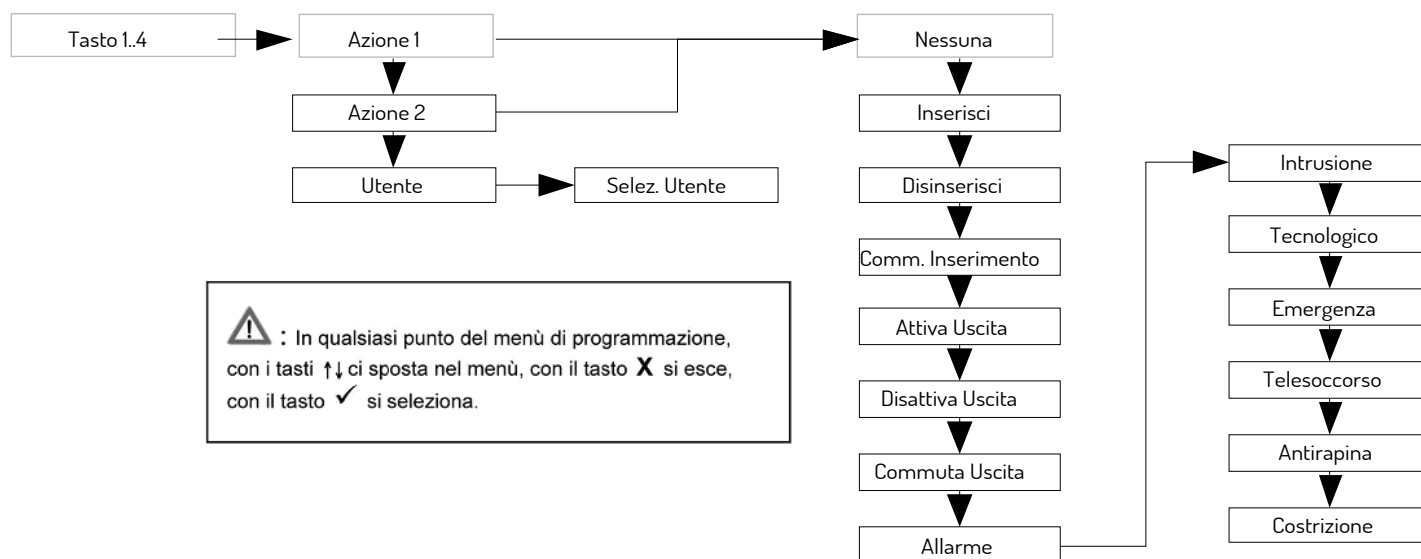 Tasto 1..4
Azione 1
Azione 2
Utente
Selez. Utente
Nessuna
Inserisci
Disinserisci
Comm. Inserimento
Attiva Uscita
Disattiva Uscita
Commuta Uscita
Allarme
Intrusione
Tecnologico
Emergenza
Telesoccorso
Antirapina
Costrizione
: In qualsiasi punto del menù di programmazione,
con i tasti ↑↓ ci sposta nel menù, con il tasto X si esce,
con il tasto ✓ si seleziona.